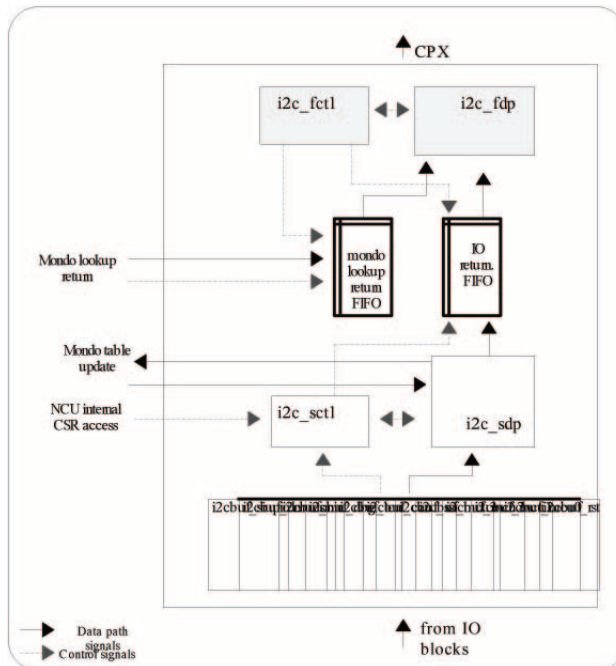 CPX
i2c_fctl
i2c_fdp
Mondo lookup
return
mondo
lookup
return
FIFO
IO
return.
FIFO
Mondo table
update
NCU internal
CSR access
i2c_sctl
i2c_sdp
Data path
signals
Control signals
from IO
blocks